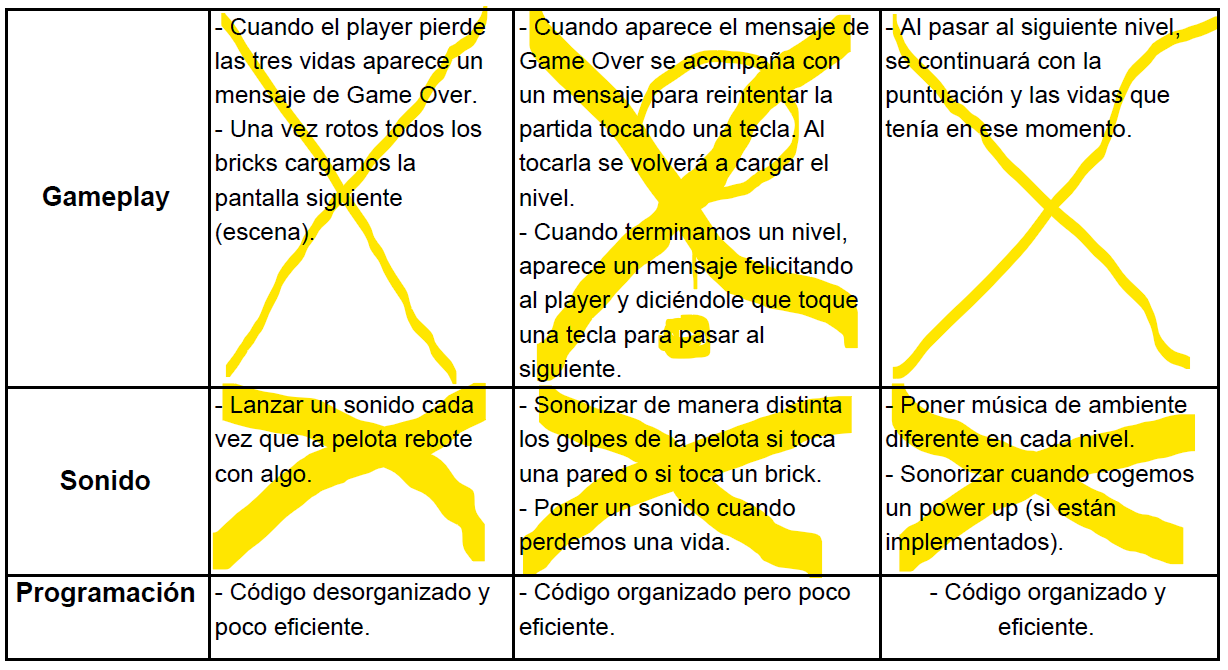 Gameplay
- Cuando el player pierde
las tres vidas aparece un
mensaje de Game Over.
- Una vez rotos todos los
bricks cargamos la
pantalla siguiente
(escena).
- Cuando aparece el mensaje de
Game Over se acompaña con
un mensaje para reintentar la
partida tocando una tecla. Al
tocarla se volverá a cargar el
nivel.
- Cuando terminamos un nivel,
aparece un mensaje felicitando
al player y diciéndole que toque
una tecla para pasar al
siguiente.
- Al pasar al siguiente nivel,
se continuará con la
puntuación y las vidas que
tenía en ese momento.
Sonido
- Lanzar un sonido cada
vez que la pelota rebote
con algo.
- Sonorizar de manera distinta
los golpes de la pelota si toca
una pared o si toca un brick.
- Poner un sonido cuando
perdemos una vida.
- Poner música de ambiente
diferente en cada nivel.
- Sonorizar cuando cogemos
un power up (si están
implementados).
Programación
- Código desorganizado y
poco eficiente.
- Código organizado pero poco
eficiente.
- Código organizado y
eficiente.